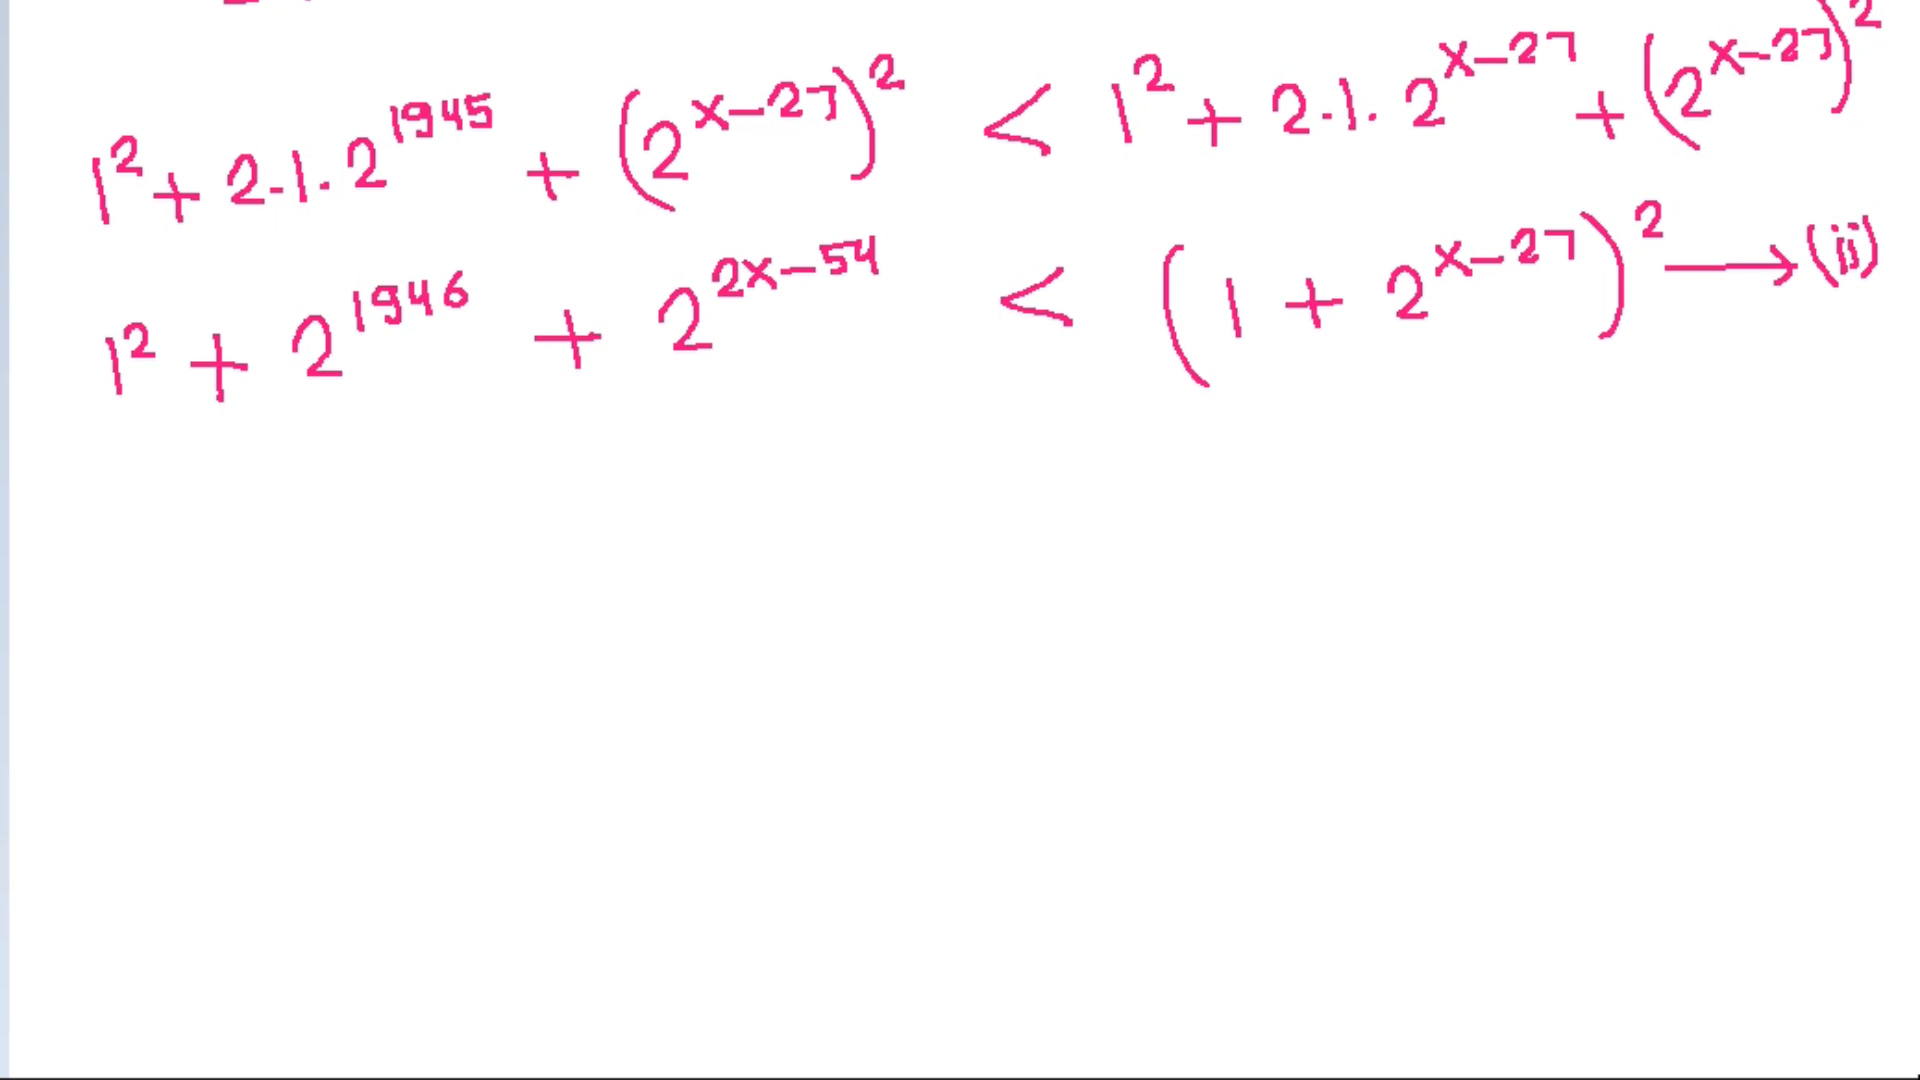 1² + 2·1·2^1945 + (2^x-27)² < 1² + 2·1·2^x-27 + (2^x-27)²
1² + 2^1946 + 2^2x-54 < (1 + 2^x-27)² → (ii)